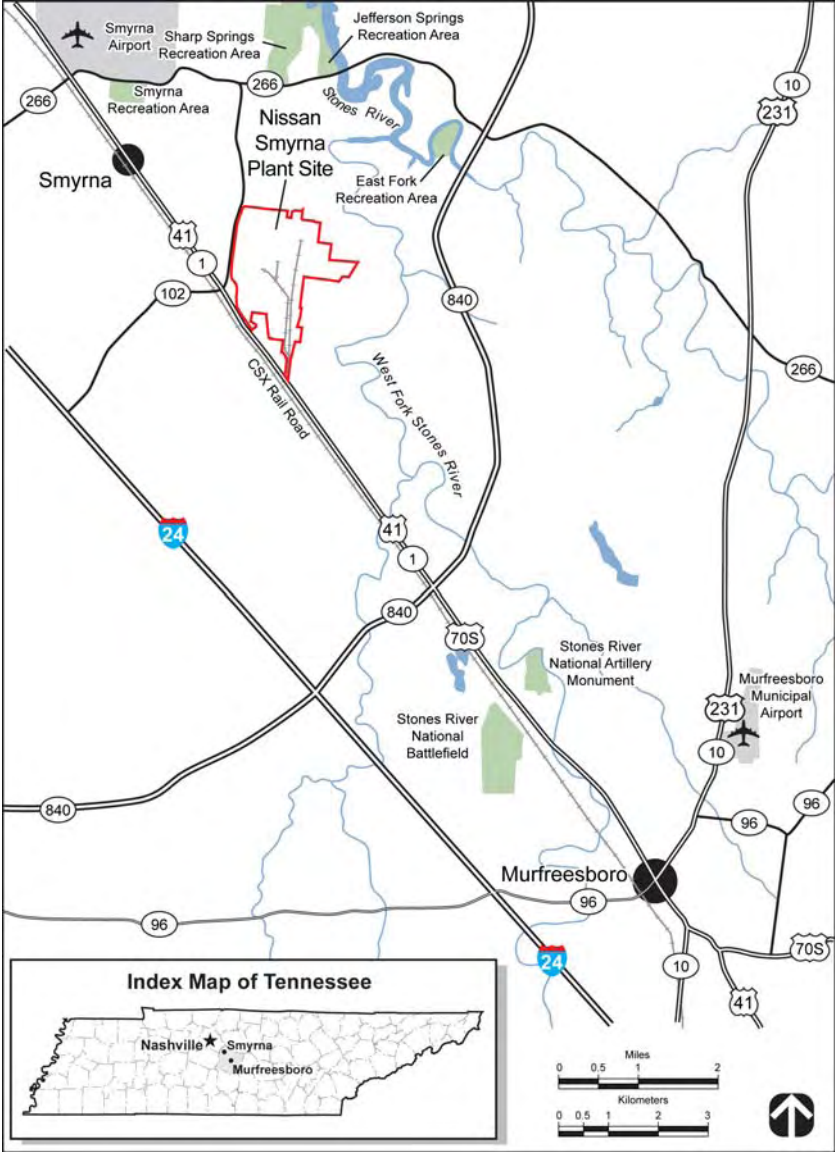 Smyrna
Airport
Sharp Springs
Recreation Area
Jefferson Springs
Recreation Area
266
10
231
266
Smyrna
Recreation Area
Stones River
Nissan
Smyrna
Plant Site
Smyrna
East Fork
Recreation Area
41
1
102
840
266
CSX Rail Road
West Fork Stones River
24
41
1
840
70S
Stones River
National Artillery
Monument
Murfreesboro
Municipal
Airport
Stones River
National
Battlefield
231
10
840
96
96
Murfreesboro
96
96
24
10
70S
41
Index Map of Tennessee
Nashville
Smyrna
Murfreesboro
Miles
0 0.5 1 2
Kilometers
0 0.5 1 2 3